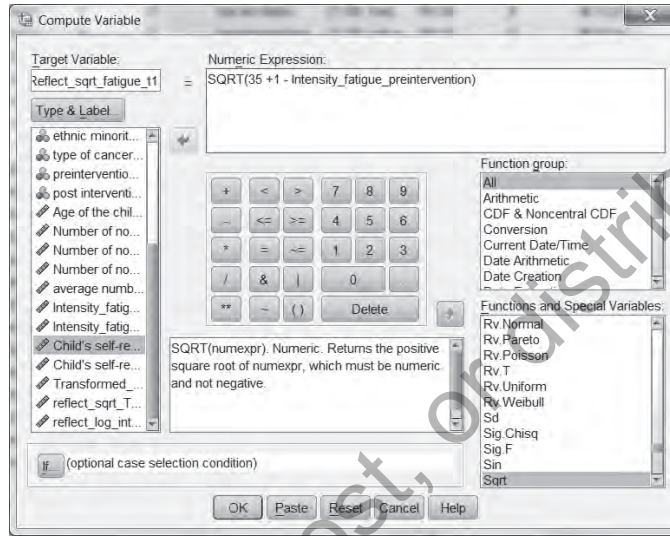 Compute Variable
Target Variable:
Reflect_sqrt_fatigue_t1
=
Numeric Expression:
SQRT(35 +1 - Intensity_fatigue_preintervention)
Type & Label...
ethnic minorit...
type of cancer...
preinterventio...
post interventi...
Age of the chil...
Number of no...
Number of no...
Number of no...
average numb...
Intensity_fatig...
Intensity_fatig...
Child's self-re...
Child's self-re...
Transformed_...
reflect_sqrt_T...
reflect_log_int...
+ < > 7 8 9
- <= >= 4 5 6
* = ~= 1 2 3
/ & | 0 .
** ~ ( ) Delete
Function group:
All
Arithmetic
CDF & Noncentral CDF
Conversion
Current Date/Time
Date Arithmetic
Date Creation
Functions and Special Variables:
Rv.Normal
Rv.Pareto
Rv.Poisson
Rv.T
Rv.Uniform
Rv.Weibull
Sd
Sig.Chisq
Sig.F
Sin
Sqrt
SQRT(numexpr). Numeric. Returns the positive
square root of numexpr, which must be numeric
and not negative.
If... (optional case selection condition)
OK Paste Reset Cancel Help
ost, or distrib